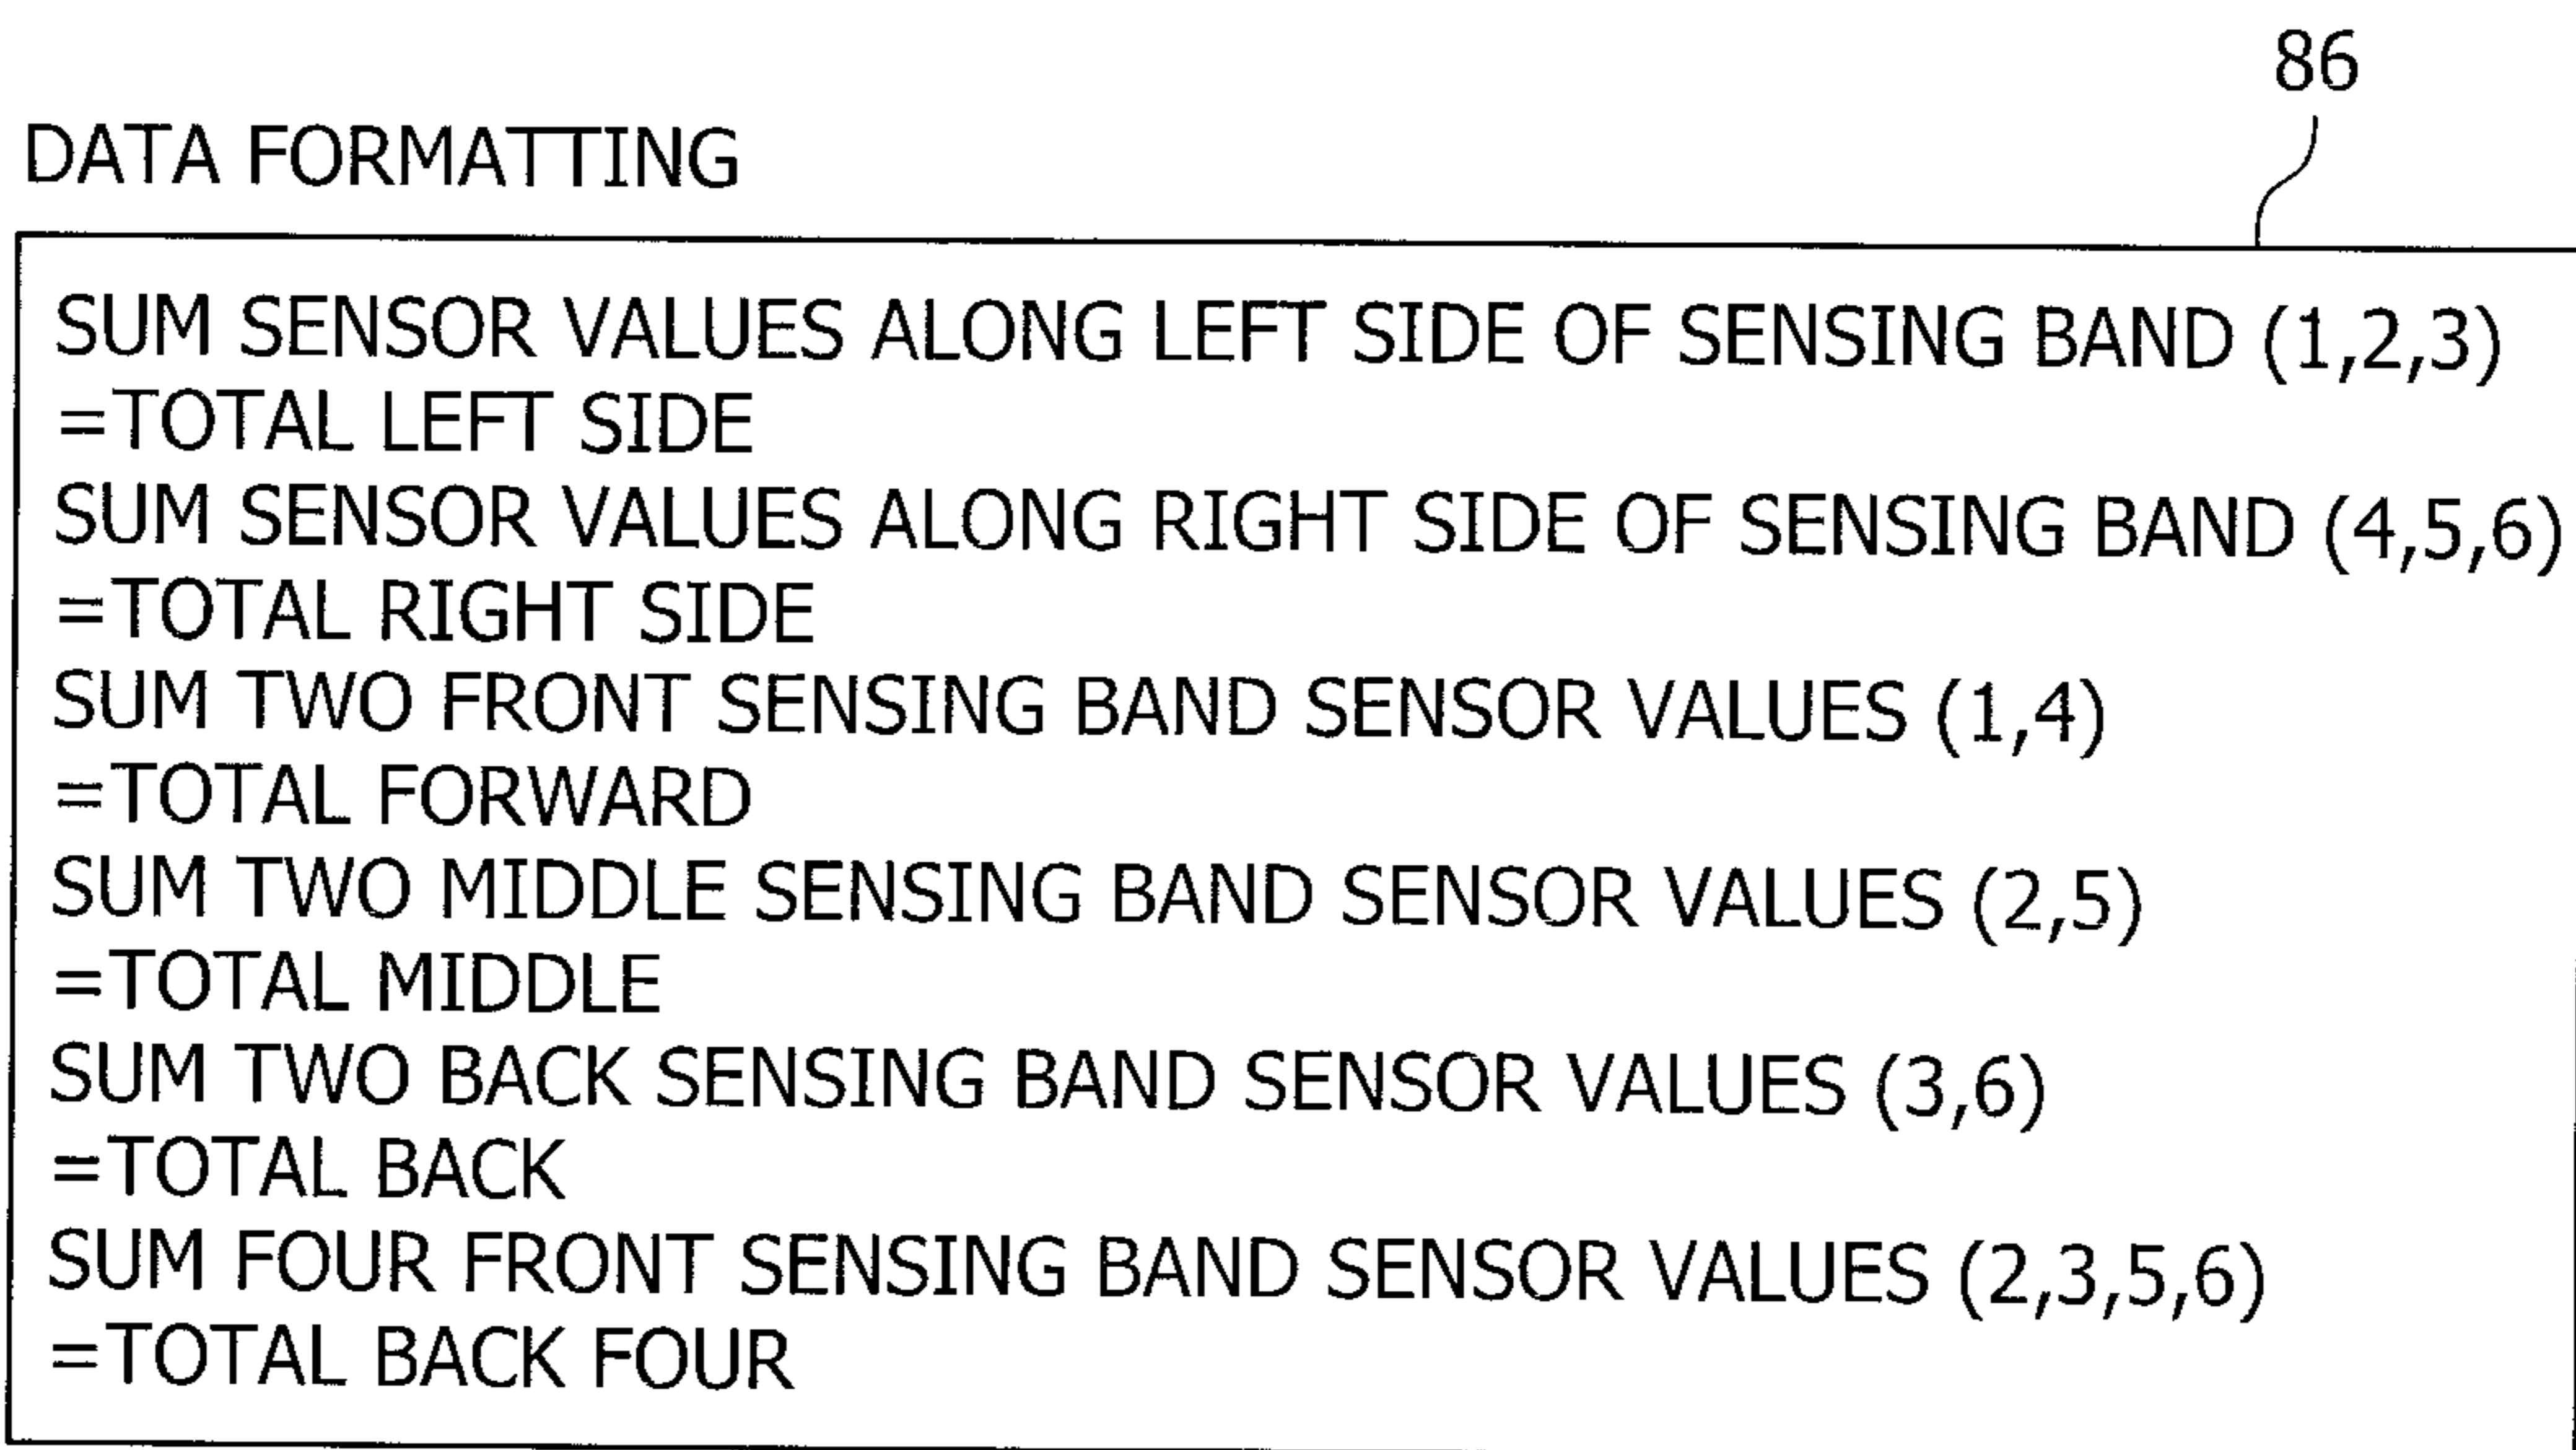 86
DATA FORMATTING
SUM SENSOR VALUES ALONG LEFT SIDE OF SENSING BAND (1,2,3)
=TOTAL LEFT SIDE
SUM SENSOR VALUES ALONG RIGHT SIDE OF SENSING BAND (4,5,6)
=TOTAL RIGHT SIDE
SUM TWO FRONT SENSING BAND SENSOR VALUES (1,4)
=TOTAL FORWARD
SUM TWO MIDDLE SENSING BAND SENSOR VALUES (2,5)
=TOTAL MIDDLE
SUM TWO BACK SENSING BAND SENSOR VALUES (3,6)
=TOTAL BACK
SUM FOUR FRONT SENSING BAND SENSOR VALUES (2,3,5,6)
=TOTAL BACK FOUR